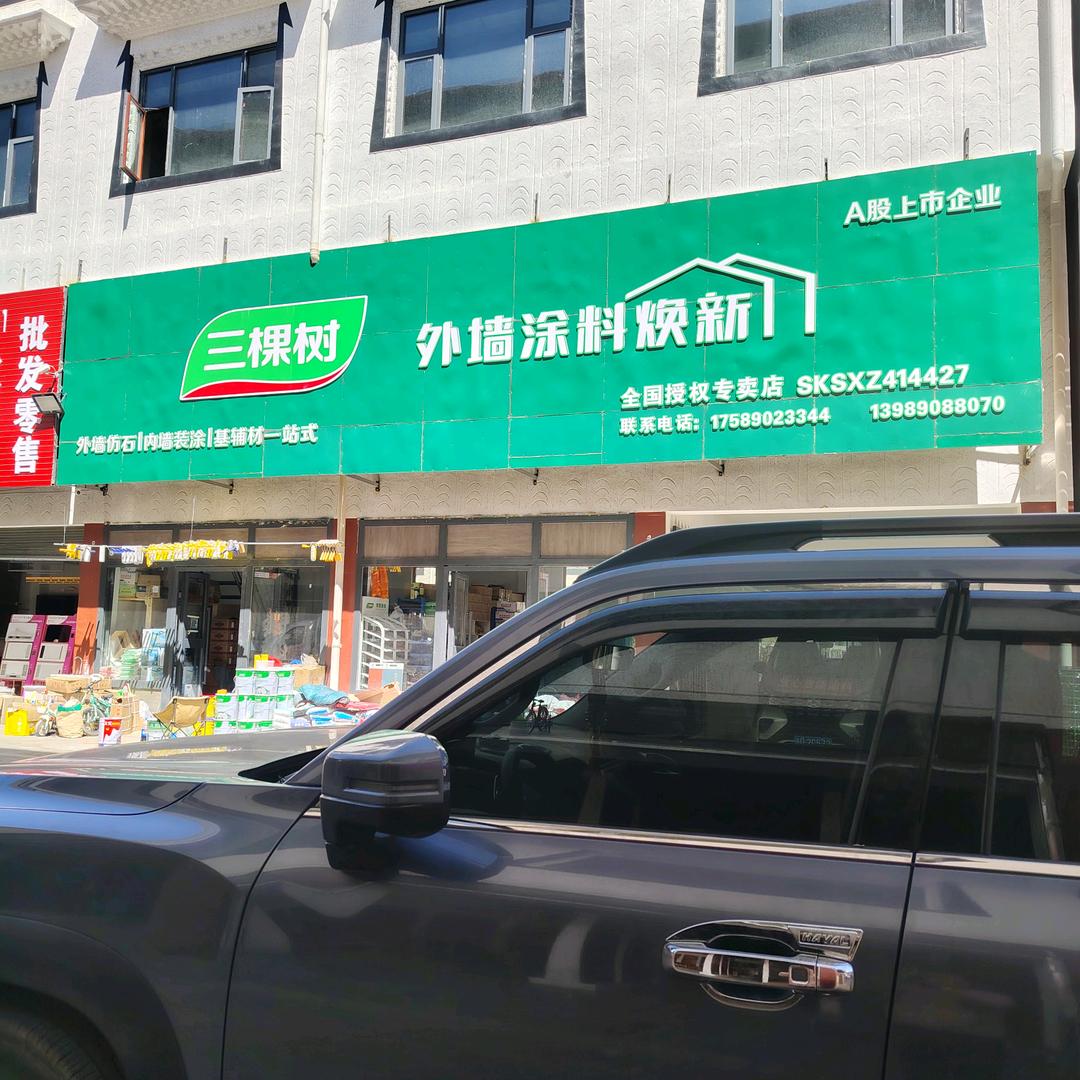 A股上市企业
三棵树
外墙涂料焕新
全国授权专卖店 SKSXZ414427
联系电话：17589023344 13989088070
外墙仿石|内墙装涂|基辅材一站式
批发零售
HAVAL